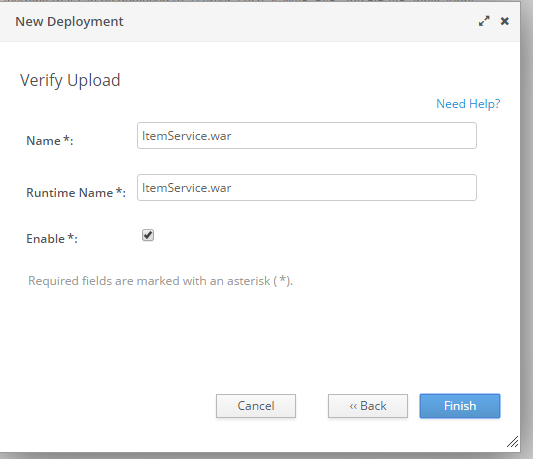 New Deployment
Verify Upload
Need Help?
Name *: ItemService.war
Runtime Name *: ItemService.war
Enable *:
Required fields are marked with an asterisk ( * ).
Cancel ‹‹ Back Finish